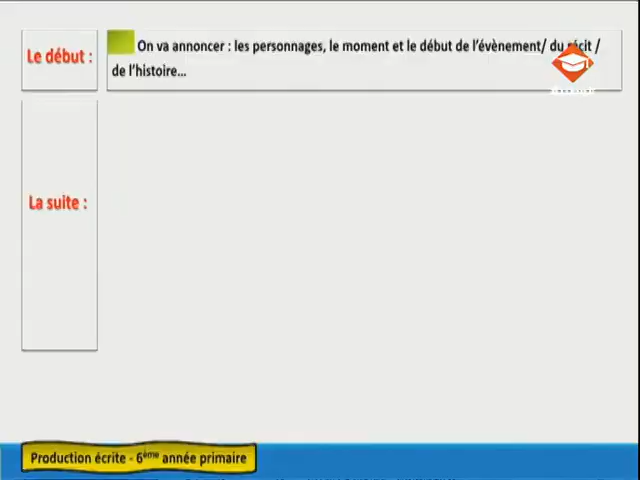 Le début :
On va annoncer : les personnages, le moment et le début de l'évènement/ du récit /
de l'histoire...
La suite :
Production écrite - 6ème année primaire